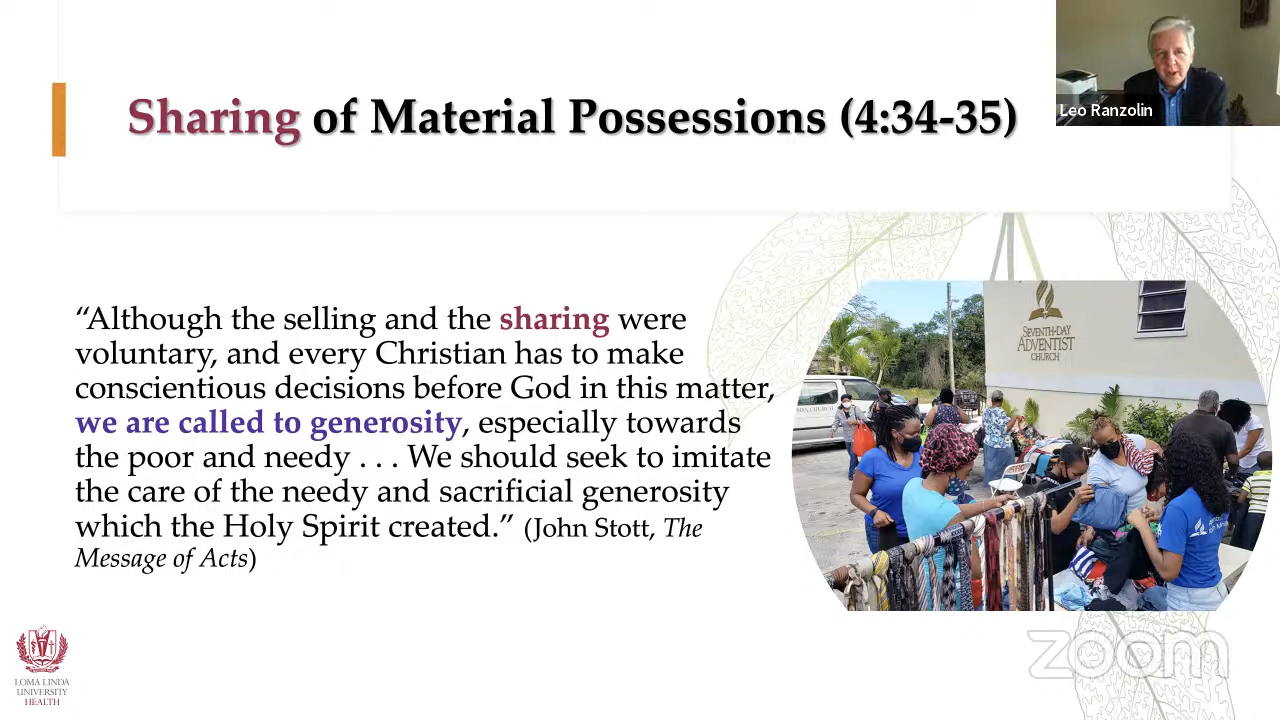 Sharing of Material Possessions (4:34-35)
Leo Ranzolin
“Although the selling and the sharing were
voluntary, and every Christian has to make
conscientious decisions before God in this matter,
we are called to generosity, especially towards
the poor and needy . . . We should seek to imitate
the care of the needy and sacrificial generosity
which the Holy Spirit created.” (John Stott, The
Message of Acts)
SEVENTH-DAY
ADVENTIST
CHURCH
CHURCH
LOMA LINDA
UNIVERSITY
HEALTH
zoom